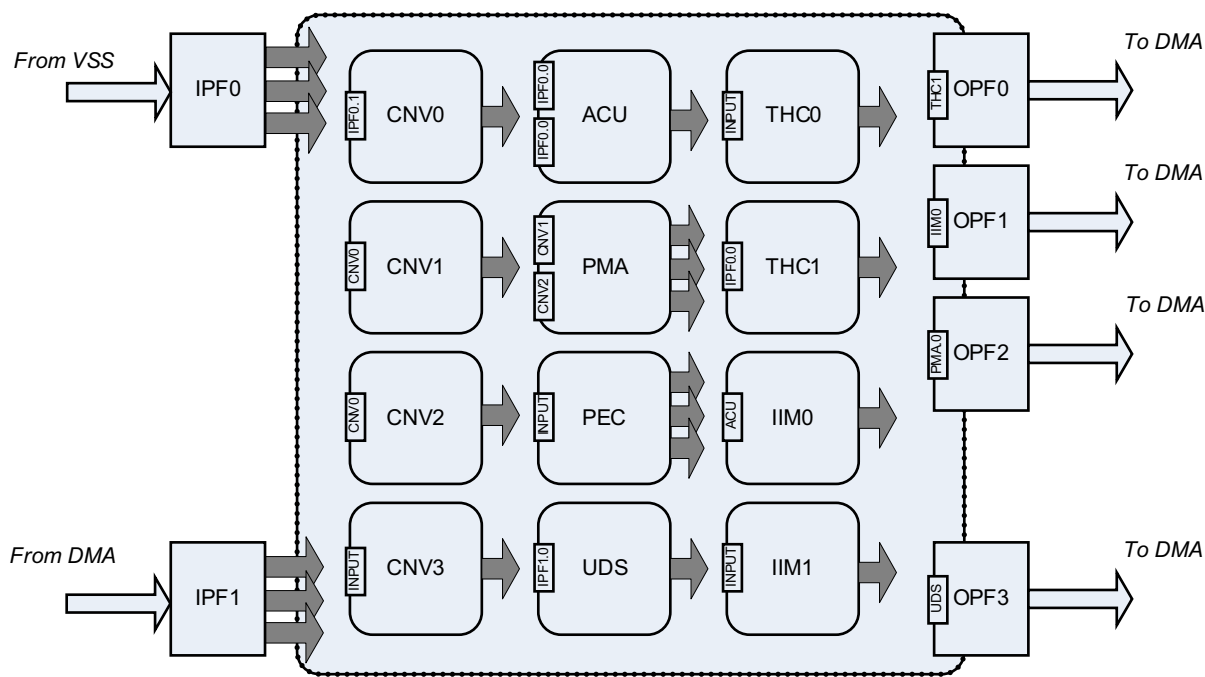 From VSS
IPF0
IPF0.1
CNV0
IPF0.0
IPF0.0
ACU
INPUT
THC0
THC1
OPF0
To DMA
CNV0
CNV1
CNV1
CNV2
PMA
IPF0.0
THC1
IIM0
OPF1
To DMA
CNV0
CNV2
INPUT
PEC
ACU
IIM0
PMA.0
OPF2
To DMA
From DMA
IPF1
INPUT
CNV3
IPF1.0
UDS
INPUT
IIM1
UDS
OPF3
To DMA